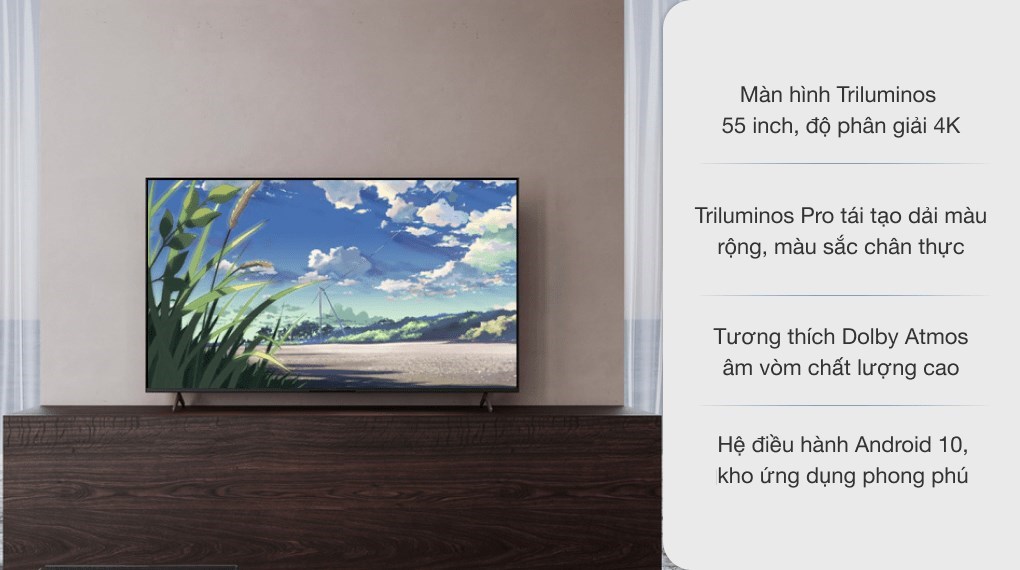 Màn hình Triluminos
55 inch, độ phân giải 4K
Triluminos Pro tái tạo dải màu
rộng, màu sắc chân thực
Tương thích Dolby Atmos
âm vòm chất lượng cao
Hệ điều hành Android 10,
kho ứng dụng phong phú